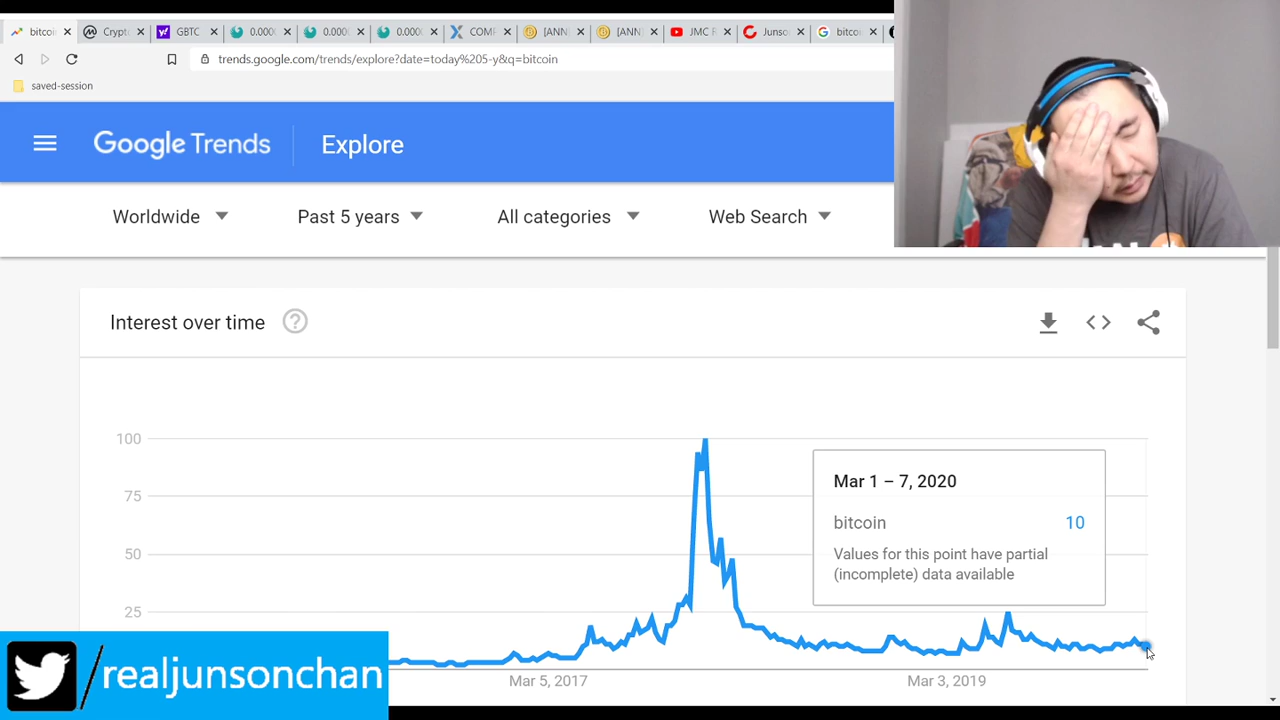 bitcoi
Crypt
GBTC
0.000
0.000
0.000
COMP
[ANN
[ANN
JMC F
Junso
bitco
trends.google.com/trends/explore?date=today%205-y&q=bitcoin
saved-session
Google Trends
Explore
Worldwide
Past 5 years
All categories
Web Search
Interest over time
100
75
50
25
Mar 1 – 7, 2020
bitcoin 10
Values for this point have partial
(incomplete) data available
Mar 5, 2017
Mar 3, 2019
/realjunsonchan